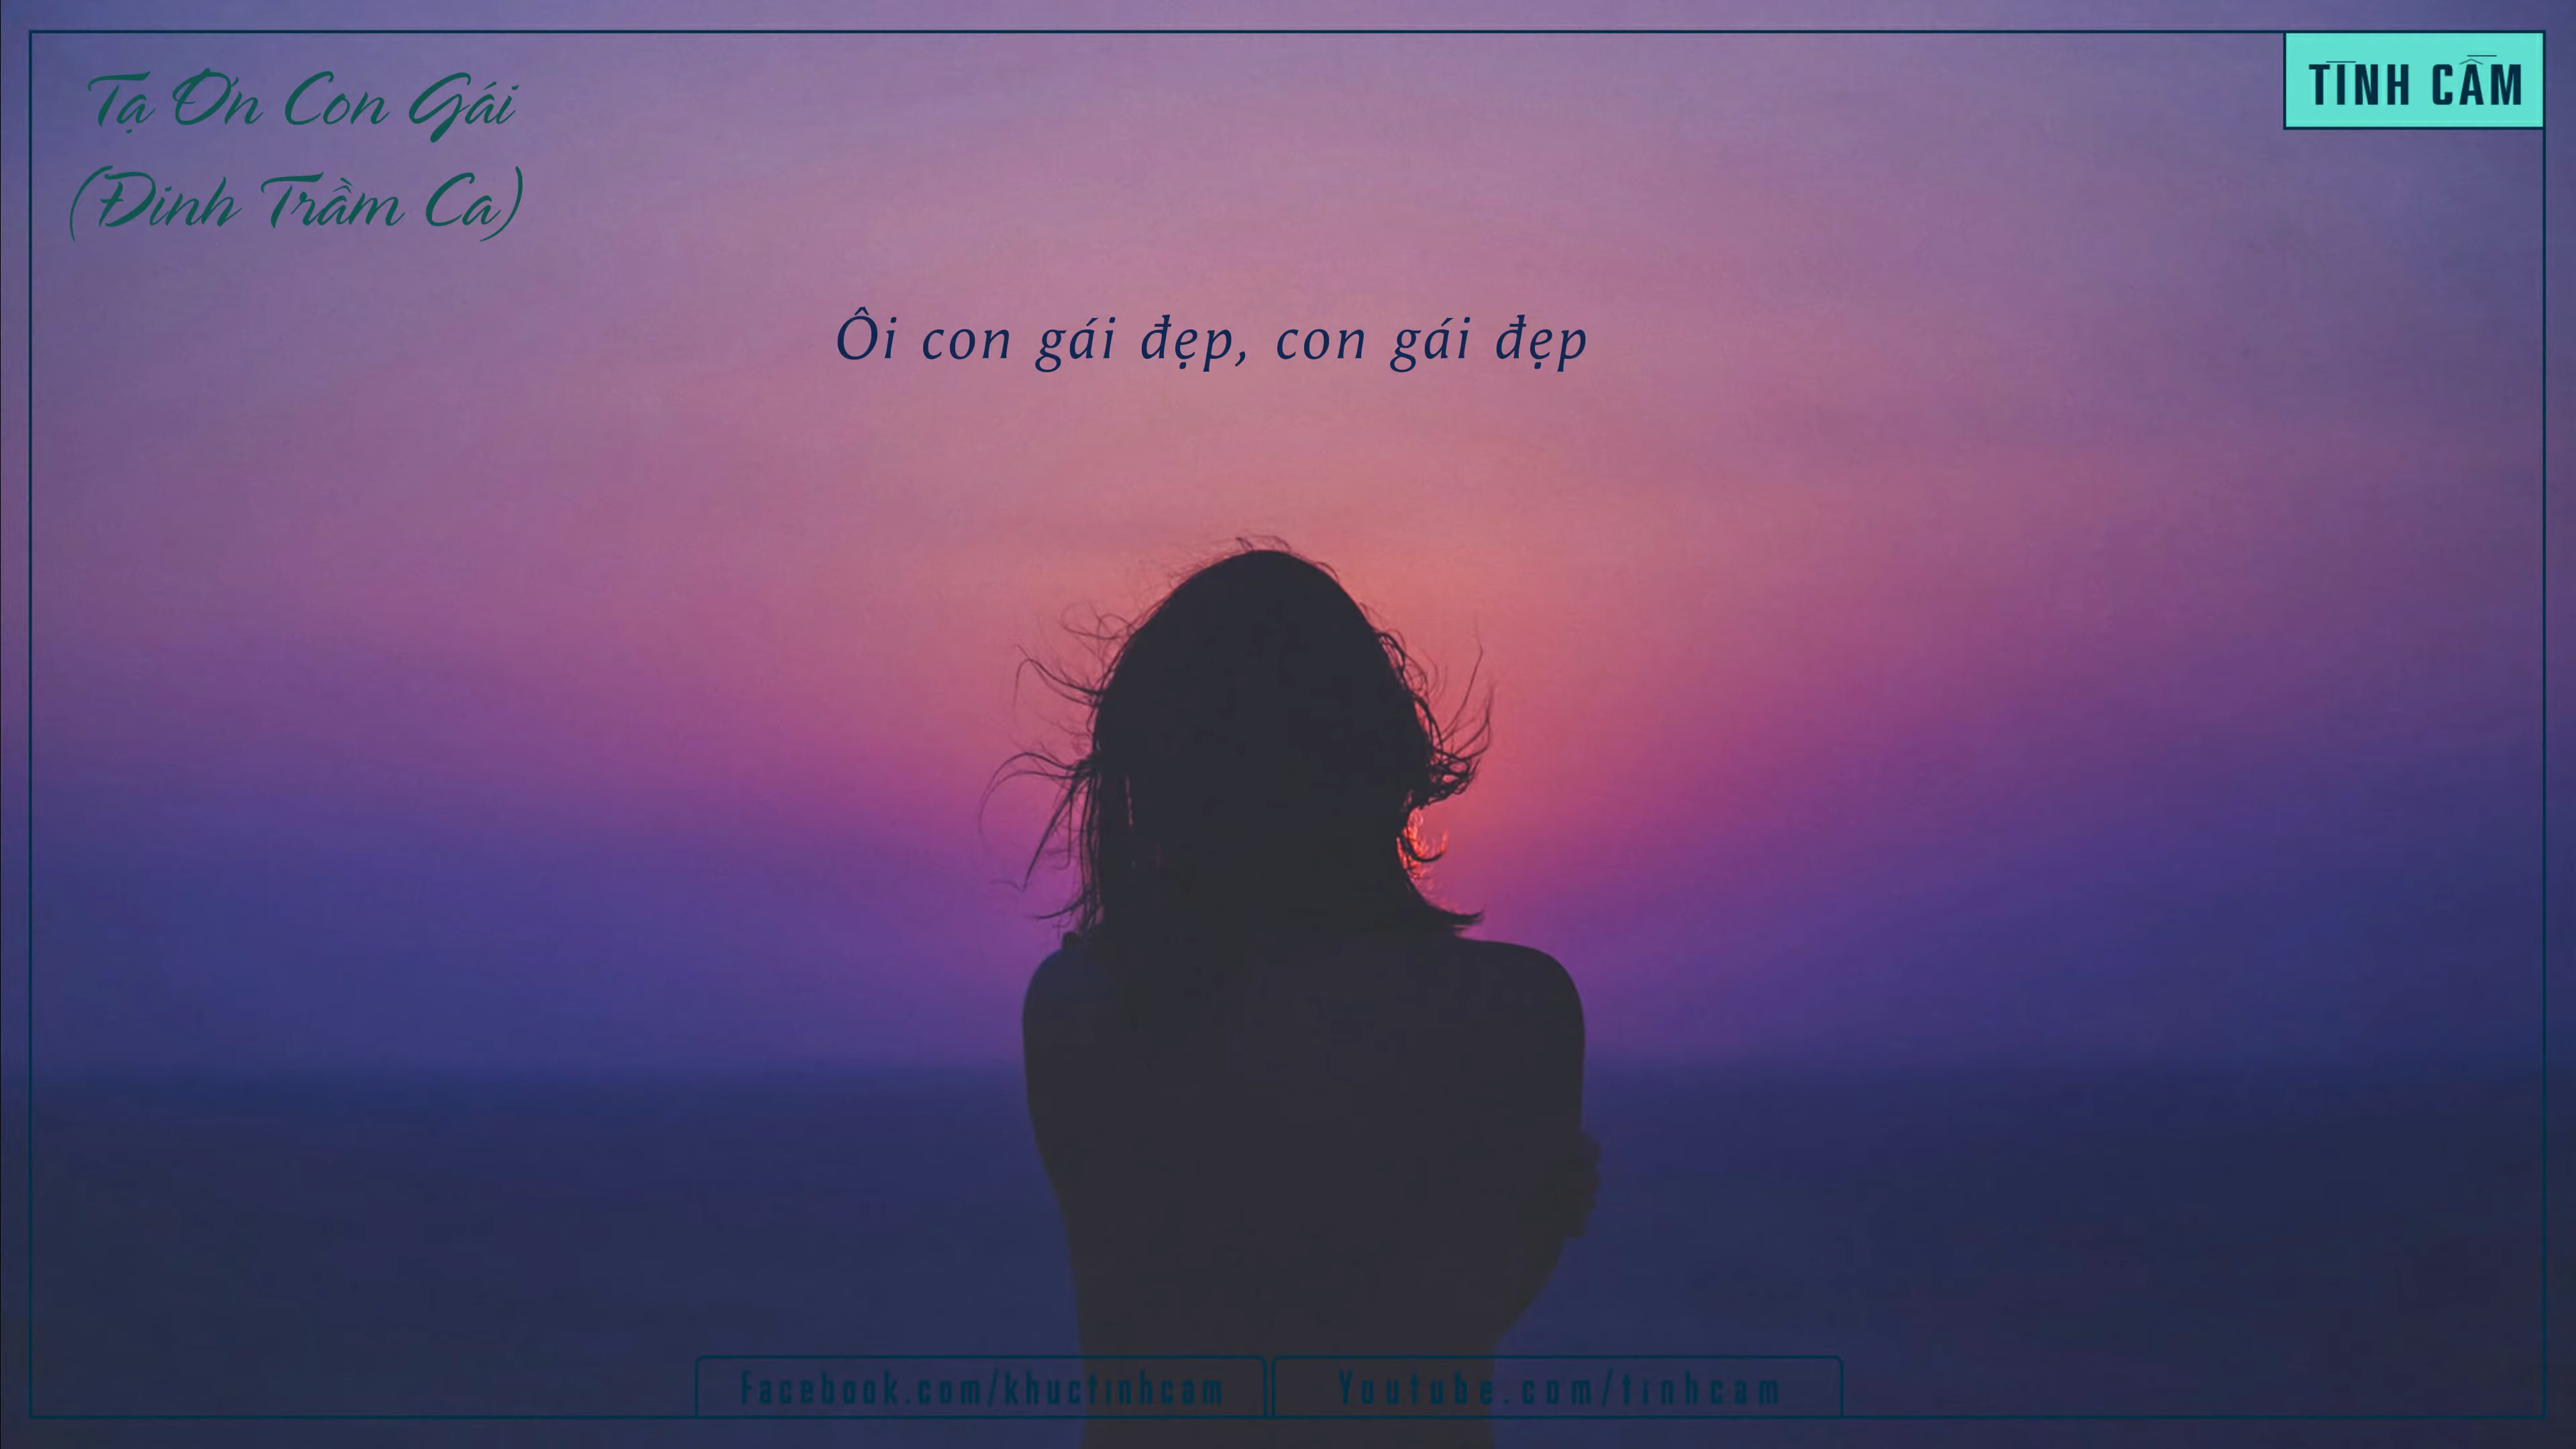 Tạ Ơn Con Gái
(Đinh Trầm Ca)
TÌNH CẦM
Ôi con gái đẹp, con gái đẹp
Facebook.com/khuctinhcam
Youtube.com/tinhcam